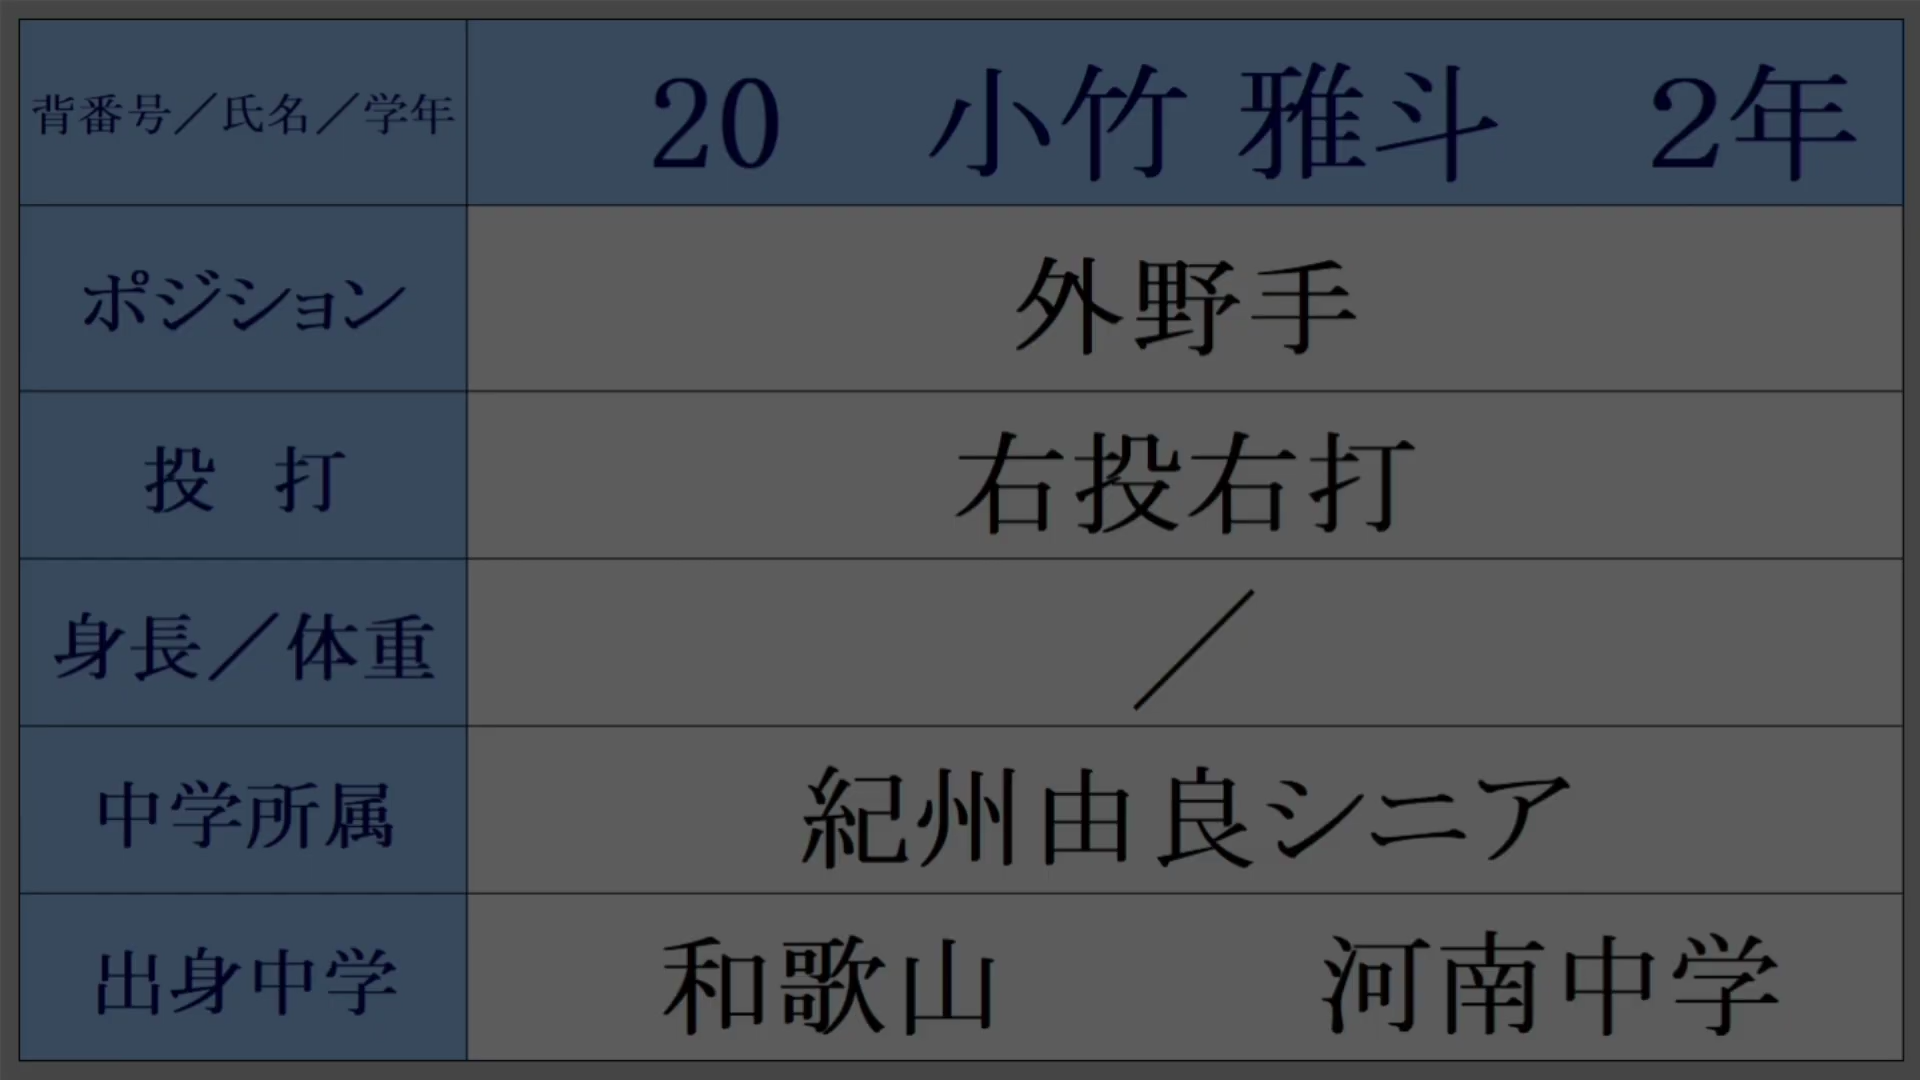 背番号／氏名／学年 20 小竹 雅斗 2年
ポジション 外野手
投 打 右投右打
身長／体重 ／
中学所属 紀州由良シニア
出身中学 和歌山 河南中学